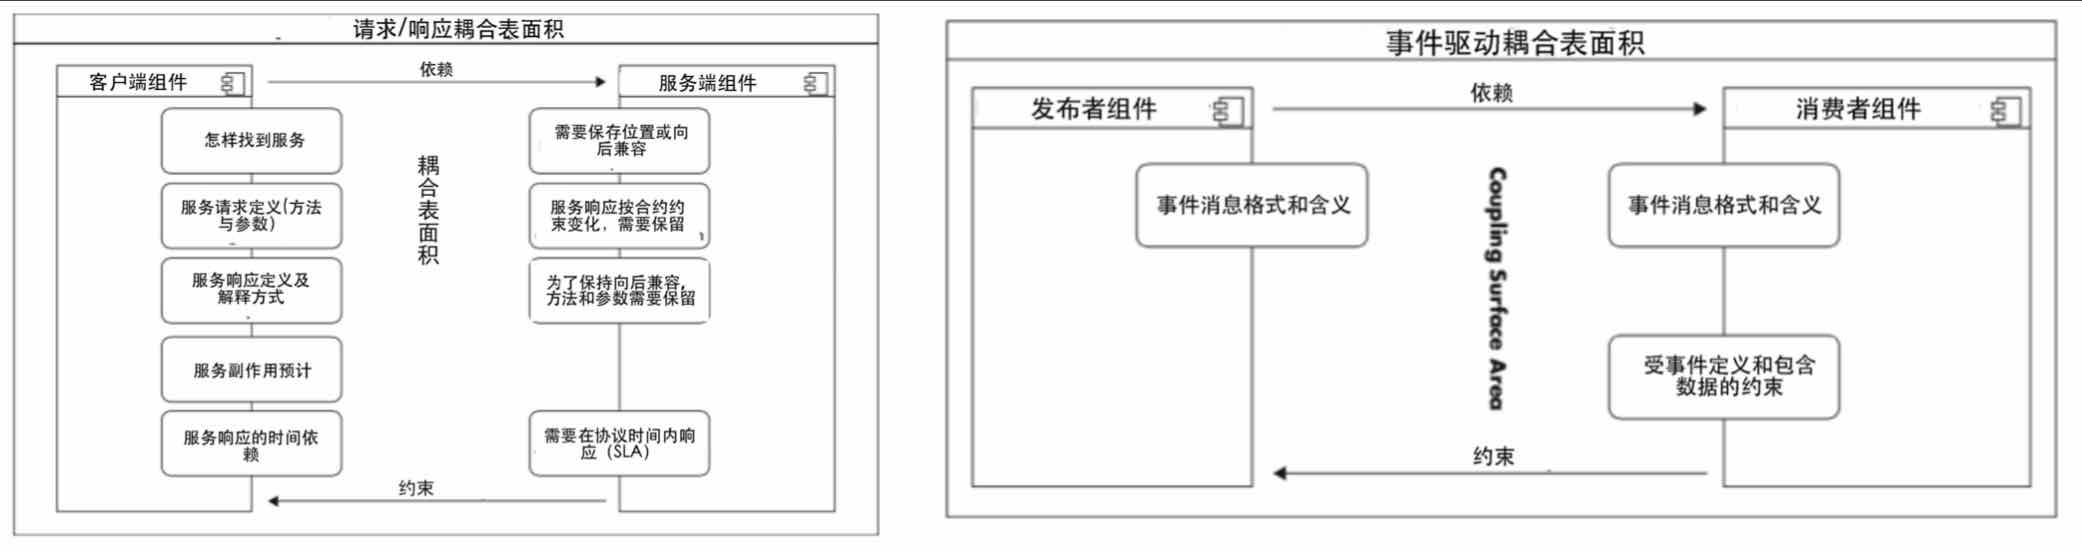 请求/响应耦合表面积
客户端组件
依赖
服务端组件
怎样找到服务
服务请求定义(方法
与参数)
服务响应定义及
解释方式
服务副作用预计
服务响应的时间依
赖
耦合表面积
需要保存位置或向
后兼容
服务响应按合约约
束变化，需要保留
为了保持向后兼容,
方法和参数需要保留
需要在协议时间内响
应（SLA）
约束
事件驱动耦合表面积
发布者组件
依赖
消费者组件
事件消息格式和含义
Coupling Surface Area
事件消息格式和含义
受事件定义和包含
数据的约束
约束